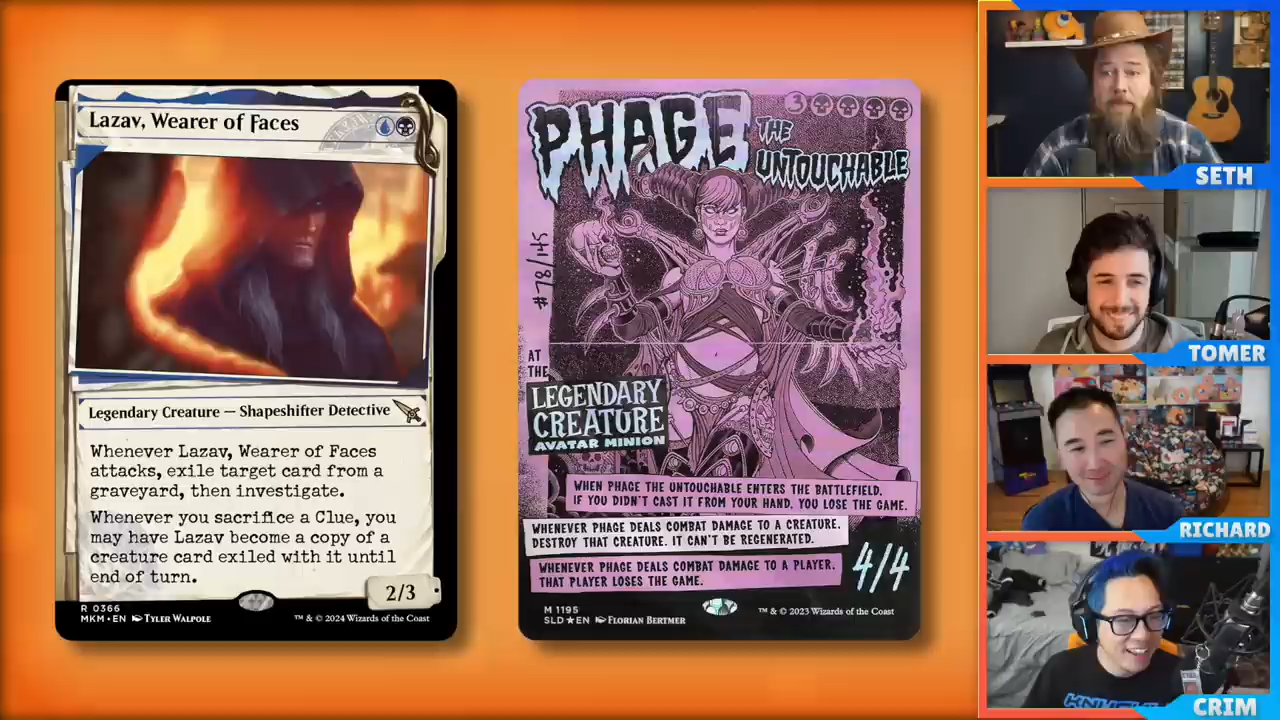 Lazav, Wearer of Faces
Legendary Creature — Shapeshifter Detective
Whenever Lazav, Wearer of Faces
attacks, exile target card from a
graveyard, then investigate.
Whenever you sacrifice a Clue, you
may have Lazav become a copy of a
creature card exiled with it until
end of turn.
2/3
R 0366
MKM • EN TYLER WALPOLE
™ & © 2024 Wizards of the Coast
PHAGE THE UNTOUCHABLE
3
#78/145
AT
THE
LEGENDARY
CREATURE
AVATAR MINION
WHEN PHAGE THE UNTOUCHABLE ENTERS THE BATTLEFIELD,
IF YOU DIDN'T CAST IT FROM YOUR HAND, YOU LOSE THE GAME.
WHENEVER PHAGE DEALS COMBAT DAMAGE TO A CREATURE,
DESTROY THAT CREATURE. IT CAN'T BE REGENERATED.
WHENEVER PHAGE DEALS COMBAT DAMAGE TO A PLAYER,
THAT PLAYER LOSES THE GAME.
4/4
M 1195
SLD ★ EN FLORIAN BERTMER
™ & © 2023 Wizards of the Coast
SETH
TOMER
RICHARD
CRIM